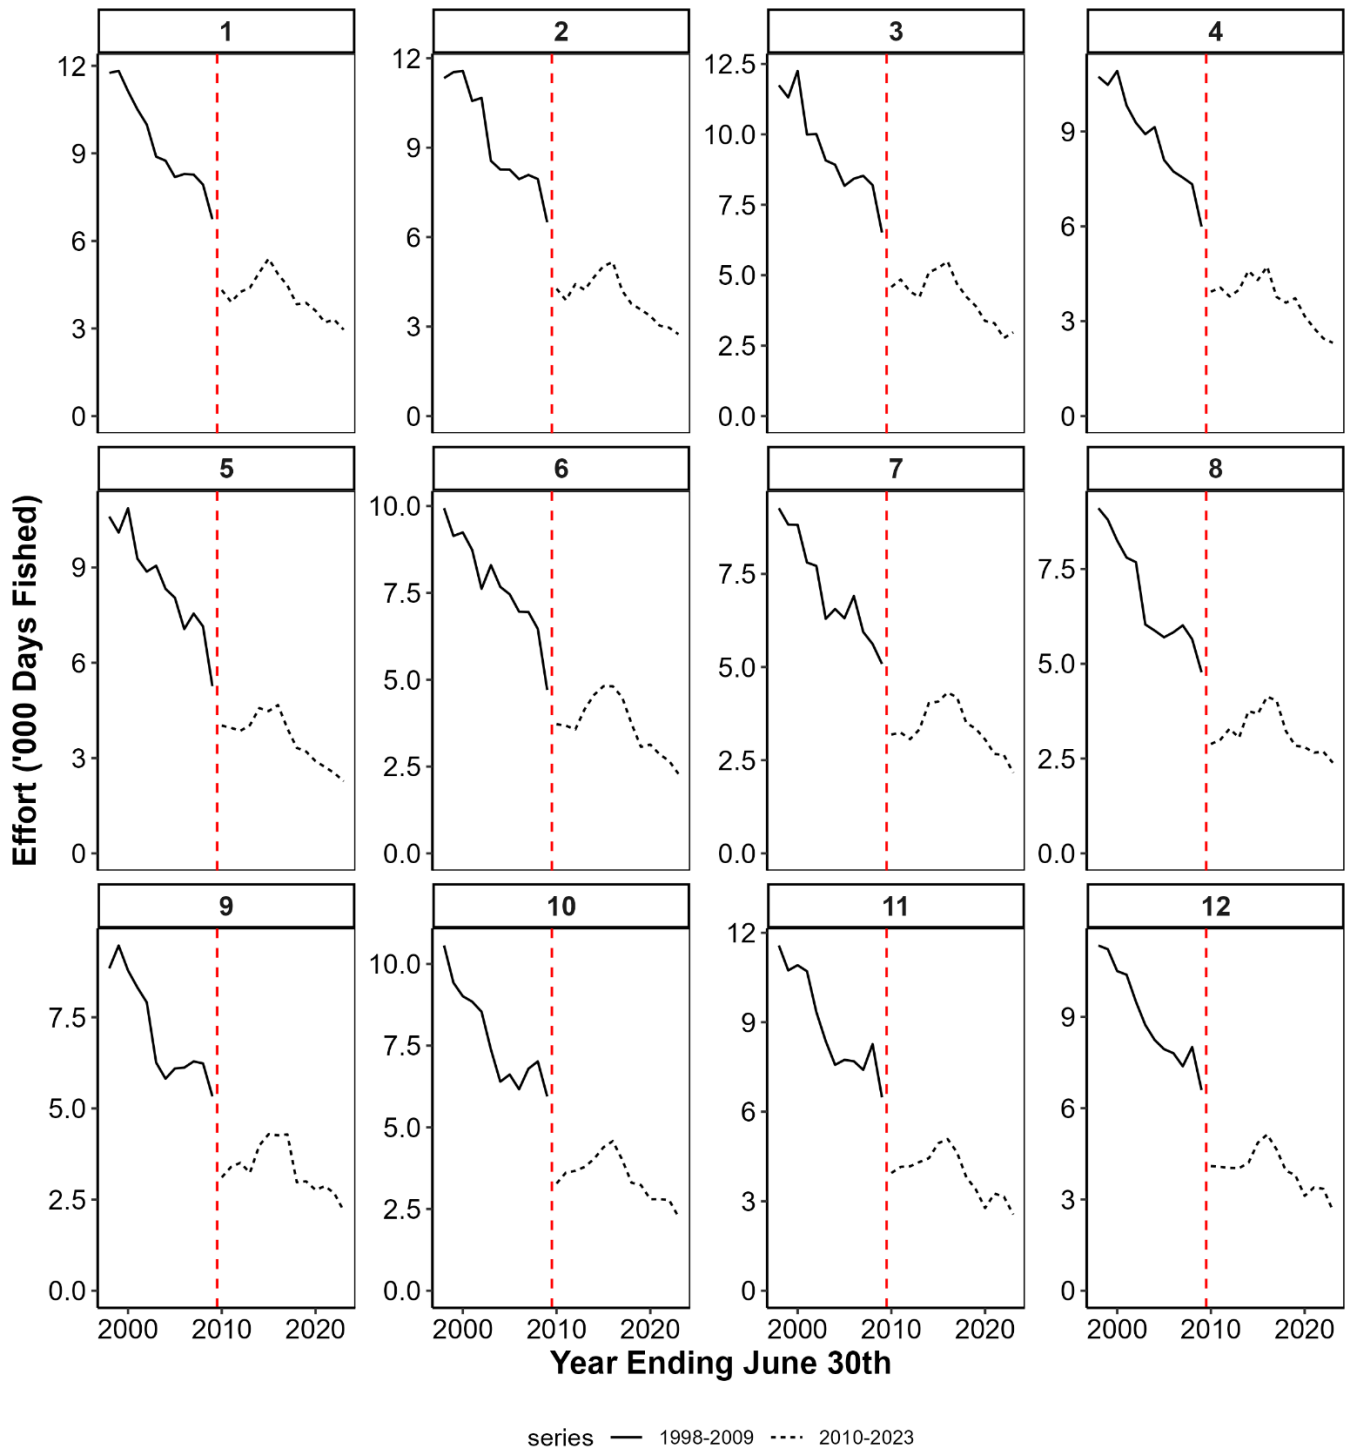 1 2 3 4
12 12 12.5
9 9 10.0 9
6 6 7.5 6
3 3 5.0 3
2.5
0 0 0.0 0
5 6 7 8
9 10.0 7.5 7.5
6 7.5 5.0 5.0
3 5.0 2.5 2.5
2.5
0 0.0 0.0 0.0
Effort ('000 Days Fished)
9 10 11 12
7.5 10.0 12 9
5.0 7.5 9 6
2.5 5.0 6 3
2.5 3
0.0 0.0 0 0
2000 2010 2020 2000 2010 2020 2000 2010 2020 2000 2010 2020
Year Ending June 30th
series 1998-2009 2010-2023